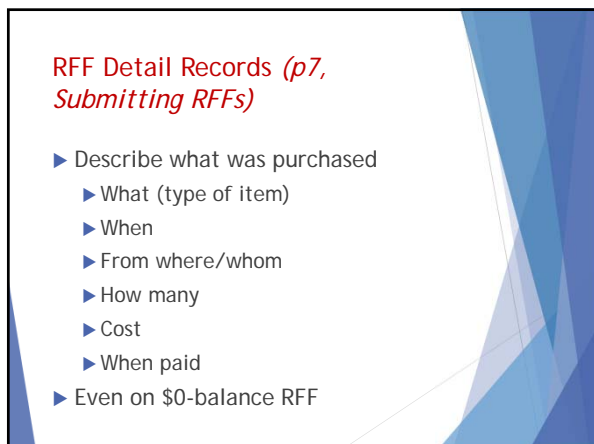 RFF Detail Records (p7,
Submitting RFFs)
Describe what was purchased
What (type of item)
When
From where/whom
How many
Cost
When paid
Even on $0-balance RFF